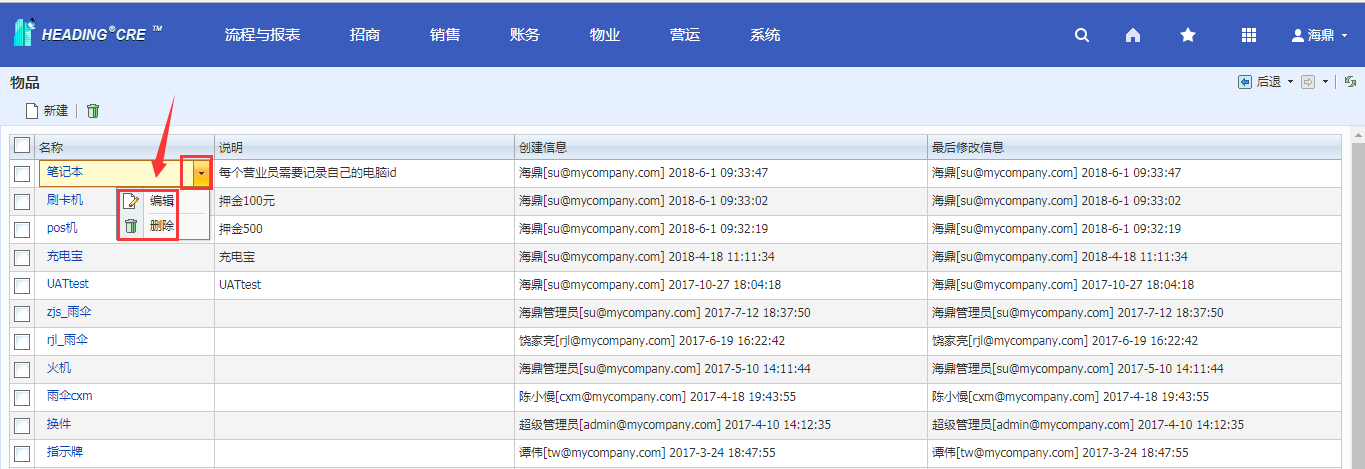 HEADING®CRE ™ 流程与报表 招商 销售 账务 物业 营运 系统 海鼎
物品 后退
新建
名称 说明 创建信息 最后修改信息
笔记本 每个营业员需要记录自己的电脑id 海鼎[su@mycompany.com] 2018-6-1 09:33:47 海鼎[su@mycompany.com] 2018-6-1 09:33:47
刷卡机 编辑 押金100元 海鼎[su@mycompany.com] 2018-6-1 09:33:02 海鼎[su@mycompany.com] 2018-6-1 09:33:02
pos机 删除 押金500 海鼎[su@mycompany.com] 2018-6-1 09:32:19 海鼎[su@mycompany.com] 2018-6-1 09:32:19
充电宝 充电宝 海鼎[su@mycompany.com] 2018-4-18 11:11:34 海鼎[su@mycompany.com] 2018-4-18 11:11:34
UATtest UATtest 海鼎[su@mycompany.com] 2017-10-27 18:04:18 海鼎[su@mycompany.com] 2017-10-27 18:04:18
zjs_雨伞 海鼎管理员[su@mycompany.com] 2017-7-12 18:37:50 海鼎管理员[su@mycompany.com] 2017-7-12 18:37:50
rjl_雨伞 饶家亮[rjl@mycompany.com] 2017-6-19 16:22:42 饶家亮[rjl@mycompany.com] 2017-6-19 16:22:42
火机 海鼎管理员[su@mycompany.com] 2017-5-10 14:11:44 海鼎管理员[su@mycompany.com] 2017-5-10 14:11:44
雨伞cxm 陈小慢[cxm@mycompany.com] 2017-4-18 19:43:55 陈小慢[cxm@mycompany.com] 2017-4-18 19:43:55
换件 超级管理员[admin@mycompany.com] 2017-4-10 14:12:35 超级管理员[admin@mycompany.com] 2017-4-10 14:12:35
指示牌 谭伟[tw@mycompany.com] 2017-3-24 18:47:55 谭伟[tw@mycompany.com] 2017-3-24 18:47:55